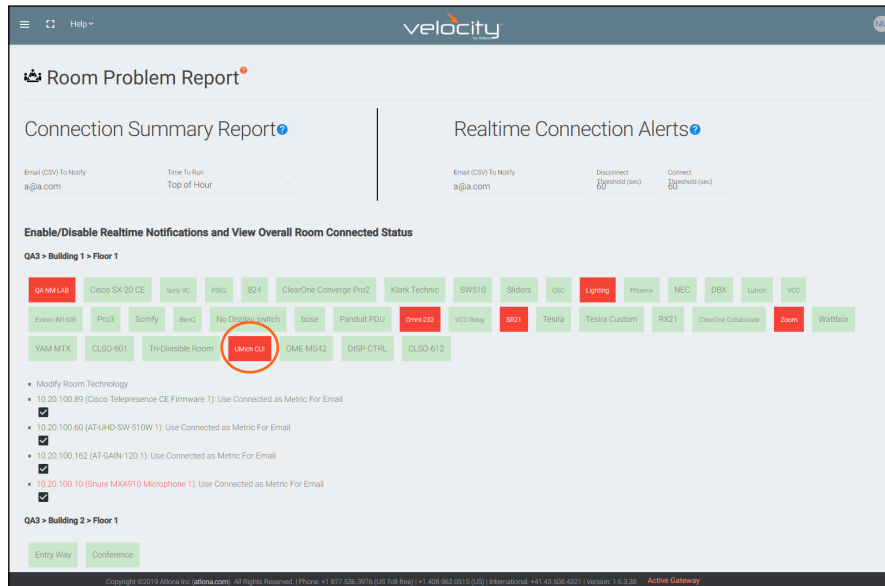 Help
velocity
by Atlona
NM
Room Problem Report
Connection Summary Report
Realtime Connection Alerts
Email (CSV) To Notify
Time To Run
Email (CSV) To Notify
Disconnect Threshold (sec)
Connect Threshold (sec)
a@a.com
Top of Hour
a@a.com
60
60
Enable/Disable Realtime Notifications and View Overall Room Connected Status
QA3 > Building 1 > Floor 1
QA NM LAB Cisco SX-20 CE Sony VC PS62 824 ClearOne Converge Pro2 Klark Technic SW510 Sliders QSC Lighting Phoenix NEC DBX Lutron VCC
Extron IN1606 Pro3 Somfy BenQ No Display switch bose Panduit PDU Omni-232 VCC-Relay SR21 Tesira Tesira Custom RX21 ClearOne Collaborate Zoom Wattbox
YAM MTX CLSO-601 Tri-Divisible Room UMich CUI OME-MS42 DISP-CTRL CLSO-612
Modify Room Technology
10.20.100.89 (Cisco Telepresence CE Firmware 1): Use Connected as Metric For Email
10.20.100.60 (AT-UHD-SW-510W 1): Use Connected as Metric For Email
10.20.100.162 (AT-GAIN-120 1): Use Connected as Metric For Email
10.20.100.10 (Shure MXA910 Microphone 1): Use Connected as Metric For Email
QA3 > Building 2 > Floor 1
Entry Way Conference
Copyright ©2019 Atlona Inc (atlona.com). All Rights Reserved. | Phone: +1 877.536.3976 (US Toll-free) | +1.408.962.0515 (US) | International: +41.43.508.4321 | Version: 1.6.3.38 Active Gateway